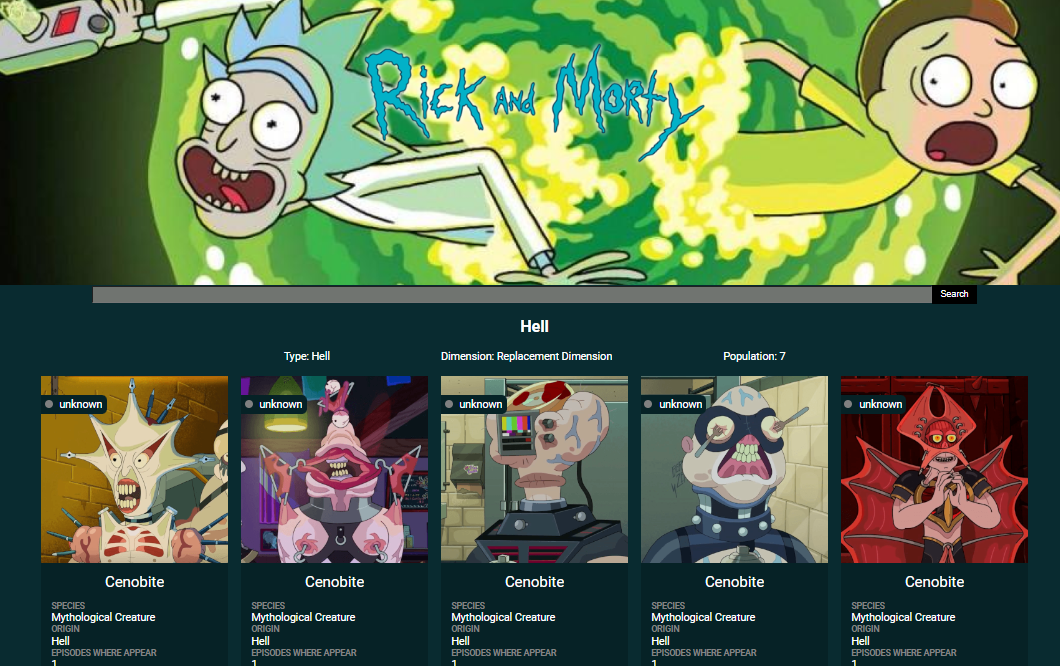 Rick and Morty
Search
Hell
Type: Hell Dimension: Replacement Dimension Population: 7
unknown unknown unknown unknown unknown
Cenobite Cenobite Cenobite Cenobite Cenobite
SPECIES SPECIES SPECIES SPECIES SPECIES
Mythological Creature Mythological Creature Mythological Creature Mythological Creature Mythological Creature
ORIGIN ORIGIN ORIGIN ORIGIN ORIGIN
Hell Hell Hell Hell Hell
EPISODES WHERE APPEAR EPISODES WHERE APPEAR EPISODES WHERE APPEAR EPISODES WHERE APPEAR EPISODES WHERE APPEAR
1 1 1 1 1